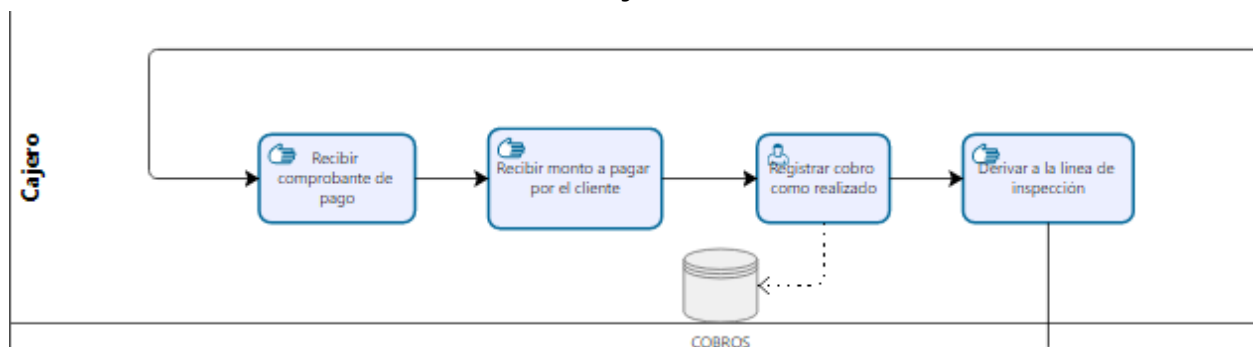 Cajero
Recibir
comprobante de
pago
Recibir monto a pagar
por el cliente
Registrar cobro
como realizado
Derivar a la linea de
inspección
COBROS